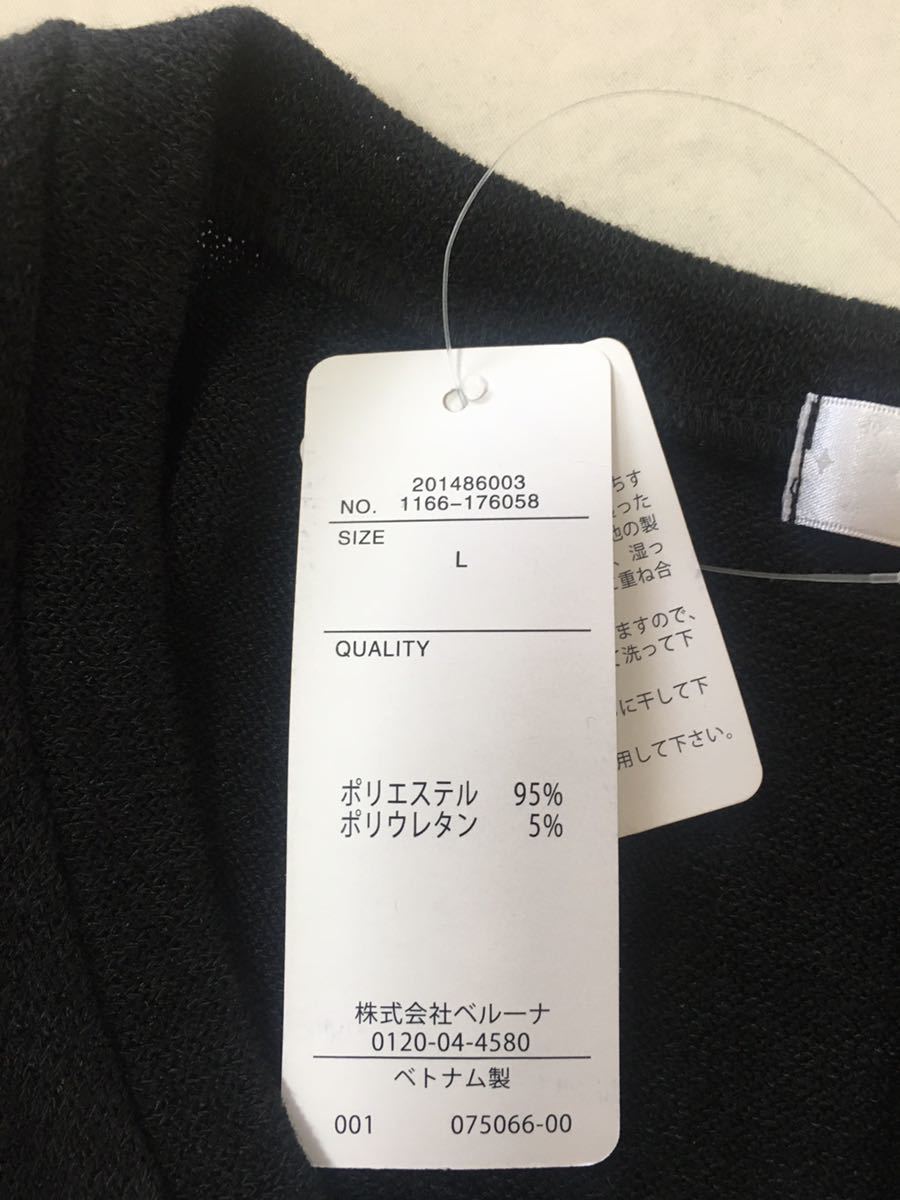 201486003
NO. 1166-176058
SIZE
L
QUALITY
ポリエステル 95%
ポリウレタン 5%
株式会社ベルーナ
0120-04-4580
ベトナム製
001 075066-00
ちす
った
の製
、湿っ
重ね合
ますので、
洗って下
に干して下
用して下さい。